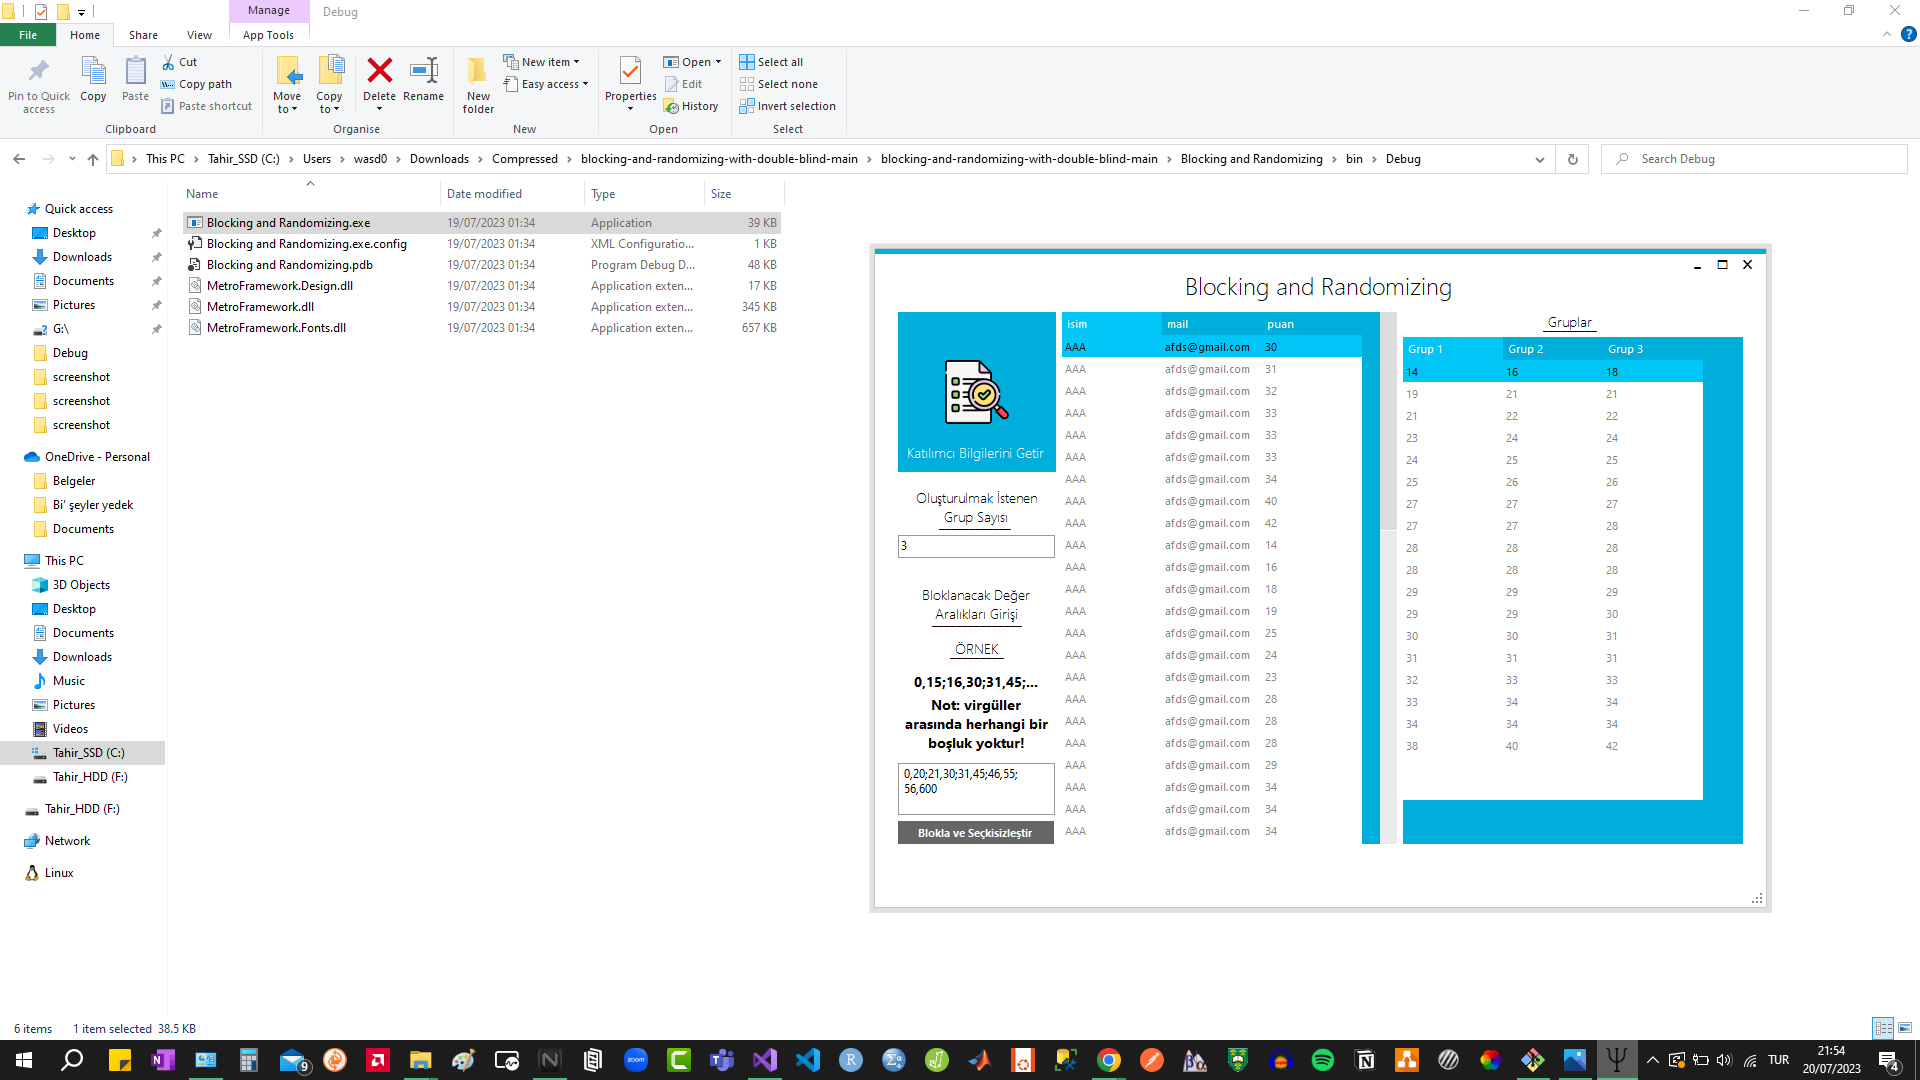 Manage
Debug
File
Home
Share
View
App Tools
Pin to Quick access
Copy
Paste
Cut
Copy path
Paste shortcut
Clipboard
Move to
Copy to
Delete
Rename
Organise
New folder
New item
Easy access
New
Properties
Open
Edit
History
Open
Select all
Select none
Invert selection
Select
This PC > Tahir_SSD (C:) > Users > wasd0 > Downloads > Compressed > blocking-and-randomizing-with-double-blind-main > blocking-and-randomizing-with-double-blind-main > Blocking and Randomizing > bin > Debug
Search Debug
Name Date modified Type Size
Blocking and Randomizing.exe 19/07/2023 01:34 Application 39 KB
Blocking and Randomizing.exe.config 19/07/2023 01:34 XML Configuratio... 1 KB
Blocking and Randomizing.pdb 19/07/2023 01:34 Program Debug D... 48 KB
MetroFramework.Design.dll 19/07/2023 01:34 Application exten... 17 KB
MetroFramework.dll 19/07/2023 01:34 Application exten... 345 KB
MetroFramework.Fonts.dll 19/07/2023 01:34 Application exten... 657 KB
Quick access
Desktop
Downloads
Documents
Pictures
G:\
Debug
screenshot
screenshot
screenshot
OneDrive - Personal
Belgeler
Bi' şeyler yedek
Documents
This PC
3D Objects
Desktop
Documents
Downloads
Music
Pictures
Videos
Tahir_SSD (C:)
Tahir_HDD (F:)
Tahir_HDD (F:)
Network
Linux
Blocking and Randomizing
Katılımcı Bilgilerini Getir
Oluşturulmak İstenen
Grup Sayısı
3
Bloklanacak Değer
Aralıkları Girişi
ÖRNEK
0,15;16,30;31,45;...
Not: virgüller
arasında herhangi bir
boşluk yoktur!
0,20;21,30;31,45;46,55;
56,600
Blokla ve Seçkisizleştir
isim mail puan
AAA afds@gmail.com 30
AAA afds@gmail.com 31
AAA afds@gmail.com 32
AAA afds@gmail.com 33
AAA afds@gmail.com 33
AAA afds@gmail.com 33
AAA afds@gmail.com 34
AAA afds@gmail.com 40
AAA afds@gmail.com 42
AAA afds@gmail.com 14
AAA afds@gmail.com 16
AAA afds@gmail.com 18
AAA afds@gmail.com 19
AAA afds@gmail.com 25
AAA afds@gmail.com 24
AAA afds@gmail.com 23
AAA afds@gmail.com 28
AAA afds@gmail.com 28
AAA afds@gmail.com 28
AAA afds@gmail.com 29
AAA afds@gmail.com 34
AAA afds@gmail.com 34
AAA afds@gmail.com 34
Gruplar
Grup 1 Grup 2 Grup 3
14 16 18
19 21 21
21 22 22
23 24 24
24 25 25
25 26 26
27 27 27
27 27 28
28 28 28
28 28 28
29 29 29
29 29 30
30 30 31
31 31 31
32 33 33
33 34 34
34 34 34
38 40 42
6 items 1 item selected 38.5 KB
9
zoom
TUR
21:54
20/07/2023
4